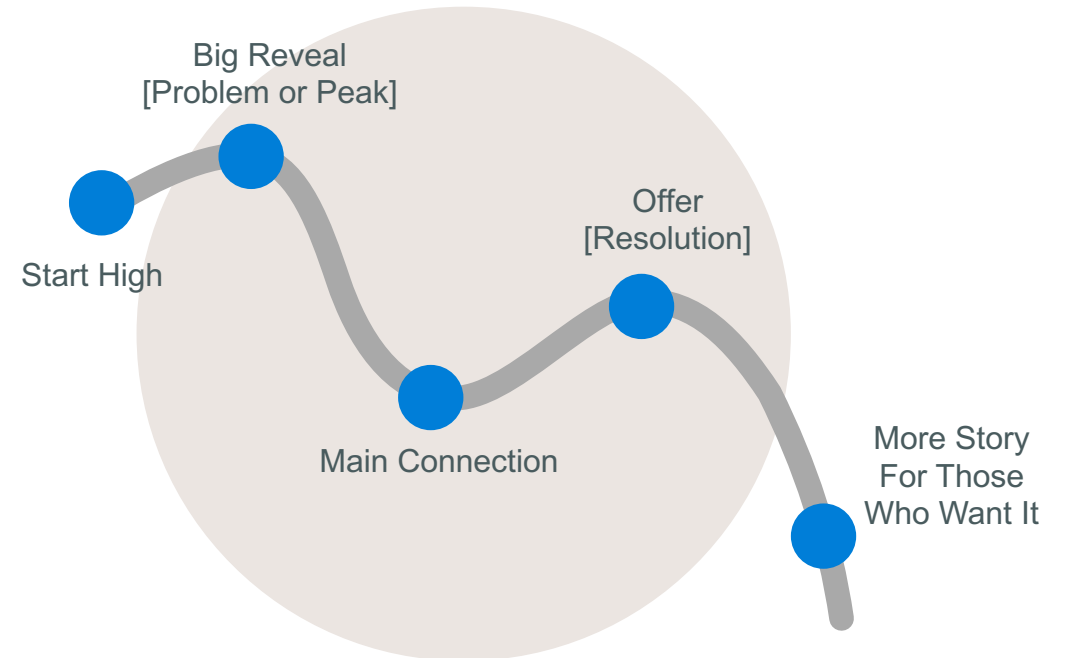 Big Reveal
[Problem or Peak]
Start High
Offer
[Resolution]
Main Connection
More Story
For Those
Who Want It